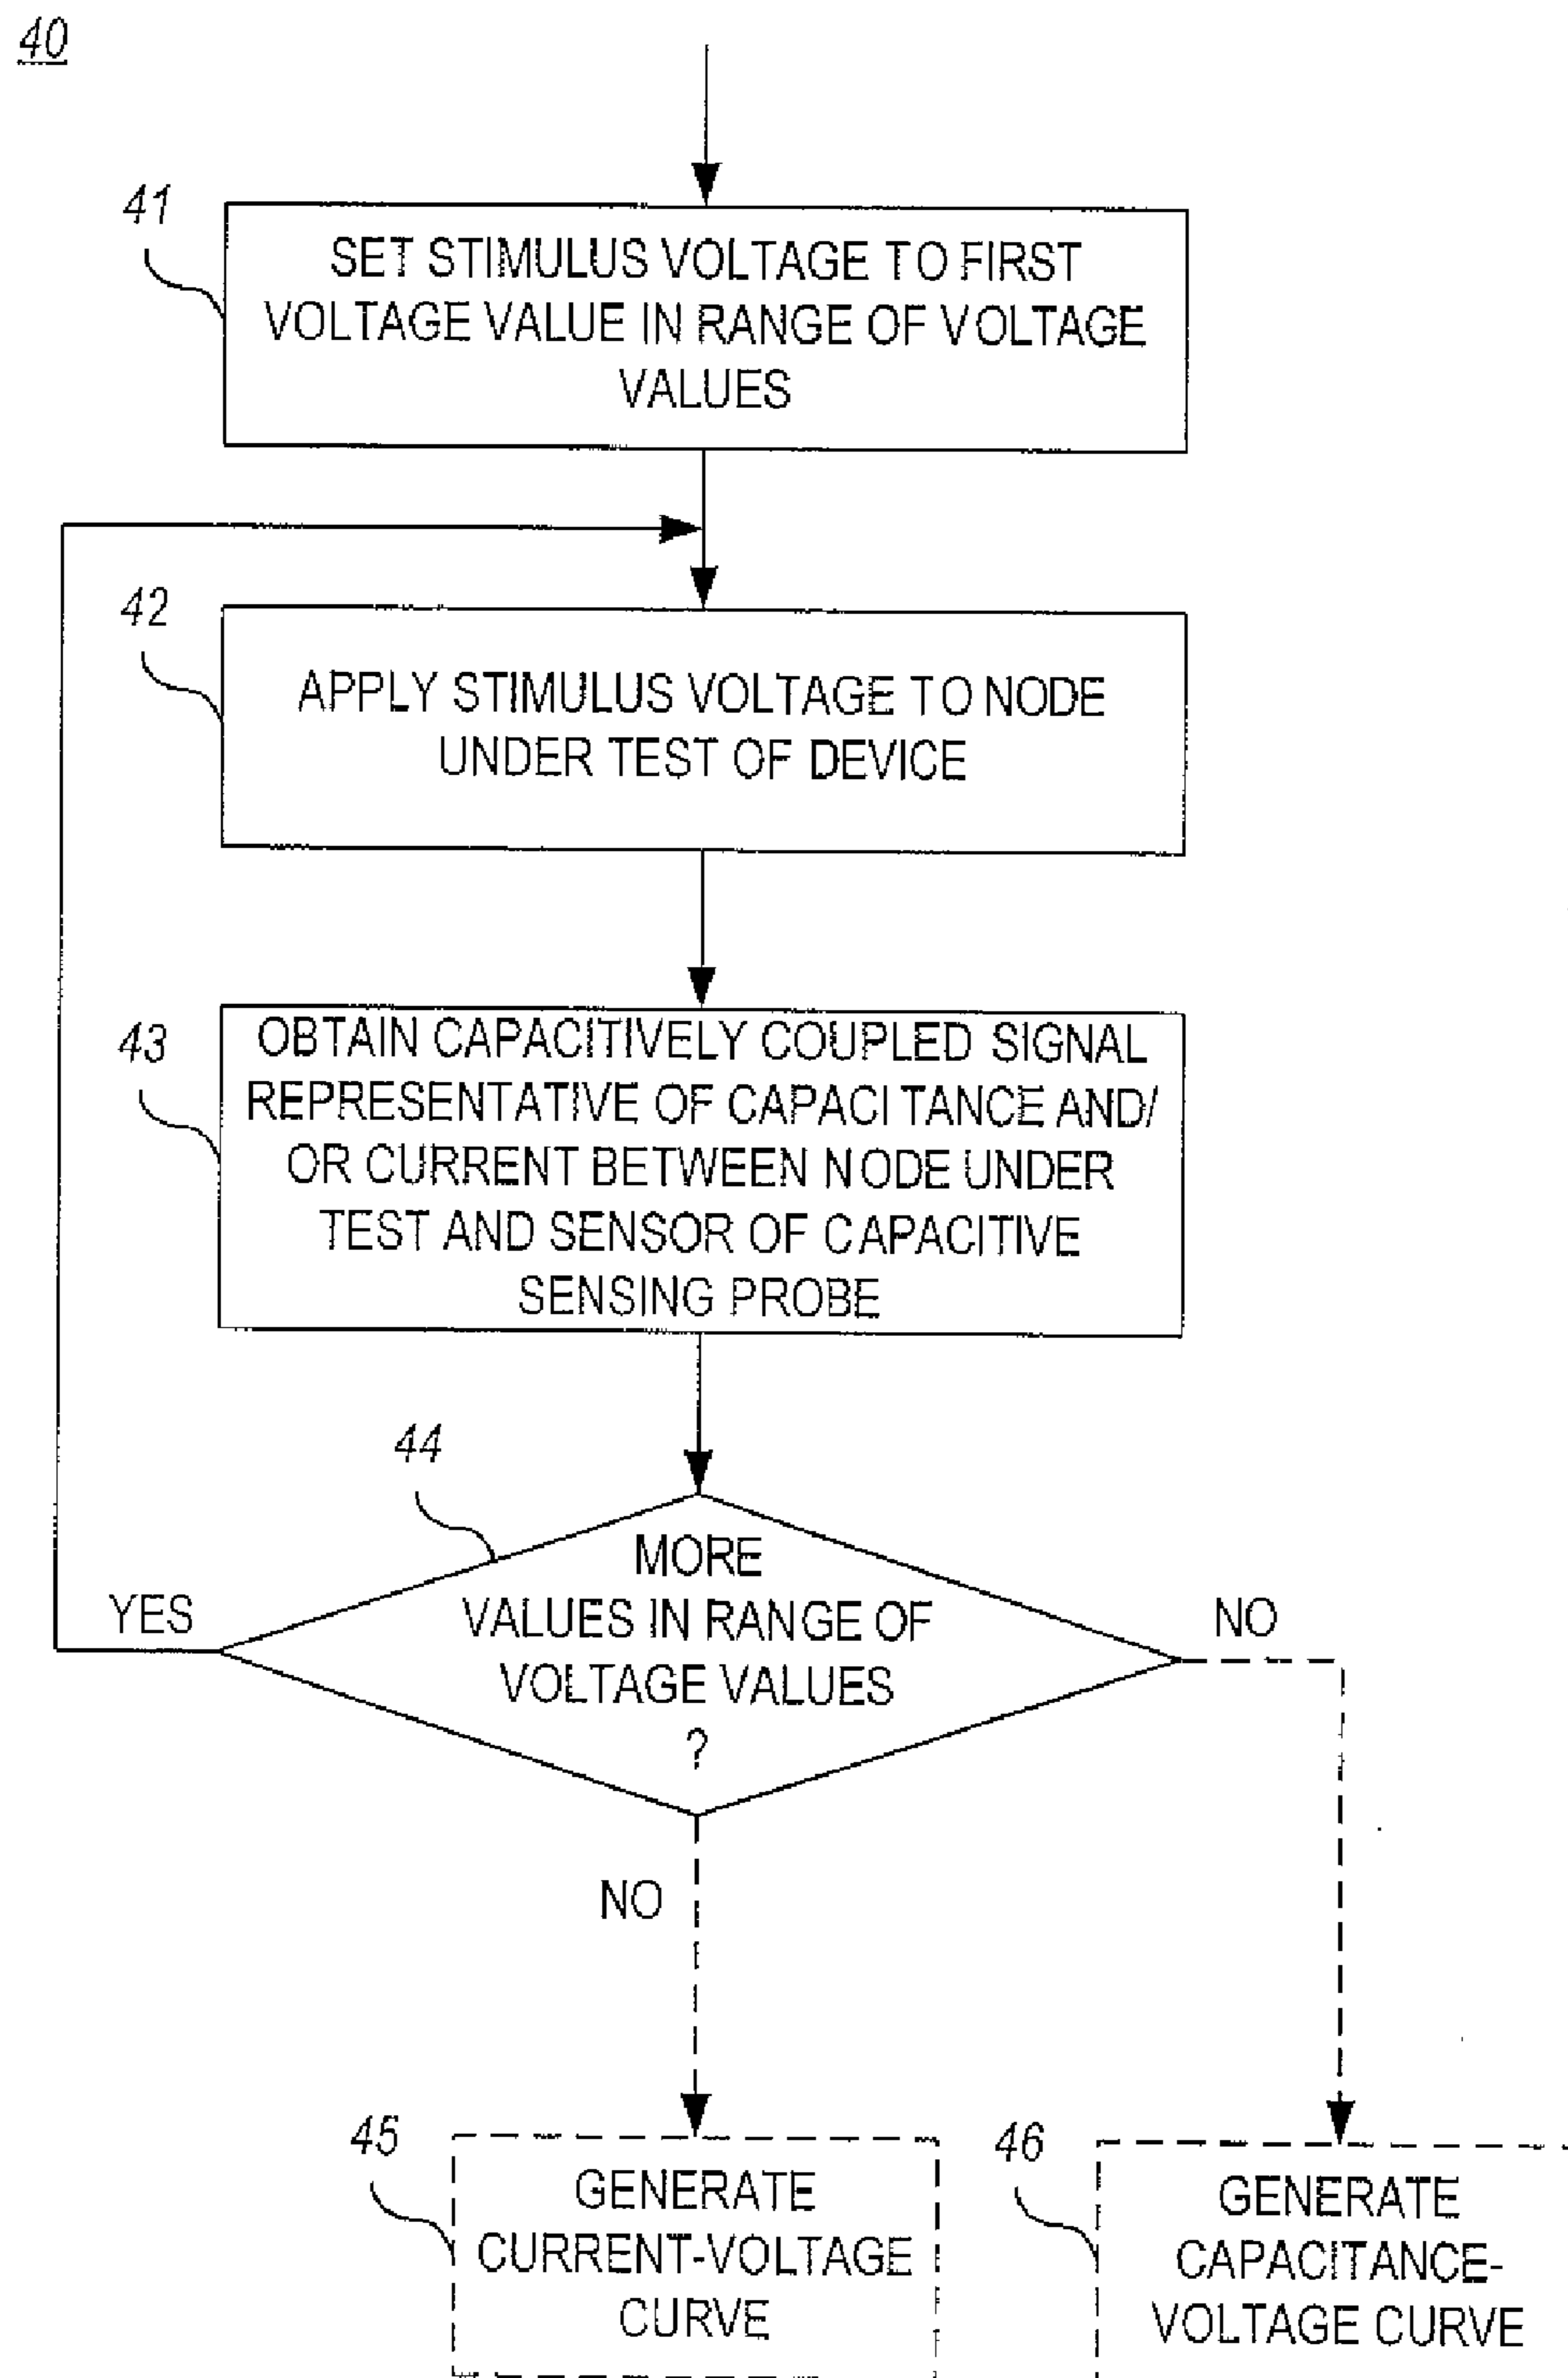 40
41
SET STIMULUS VOLTAGE TO FIRST
VOLTAGE VALUE IN RANGE OF VOLTAGE
VALUES
42
APPLY STIMULUS VOLTAGE TO NODE
UNDER TEST OF DEVICE
43
OBTAIN CAPACITIVELY COUPLED SIGNAL
REPRESENTATIVE OF CAPACITANCE AND/
OR CURRENT BETWEEN NODE UNDER
TEST AND SENSOR OF CAPACITIVE
SENSING PROBE
44
MORE
VALUES IN RANGE OF
VOLTAGE VALUES
?
YES
NO
NO
45
GENERATE
CURRENT-VOLTAGE
CURVE
46
GENERATE
CAPACITANCE-
VOLTAGE CURVE